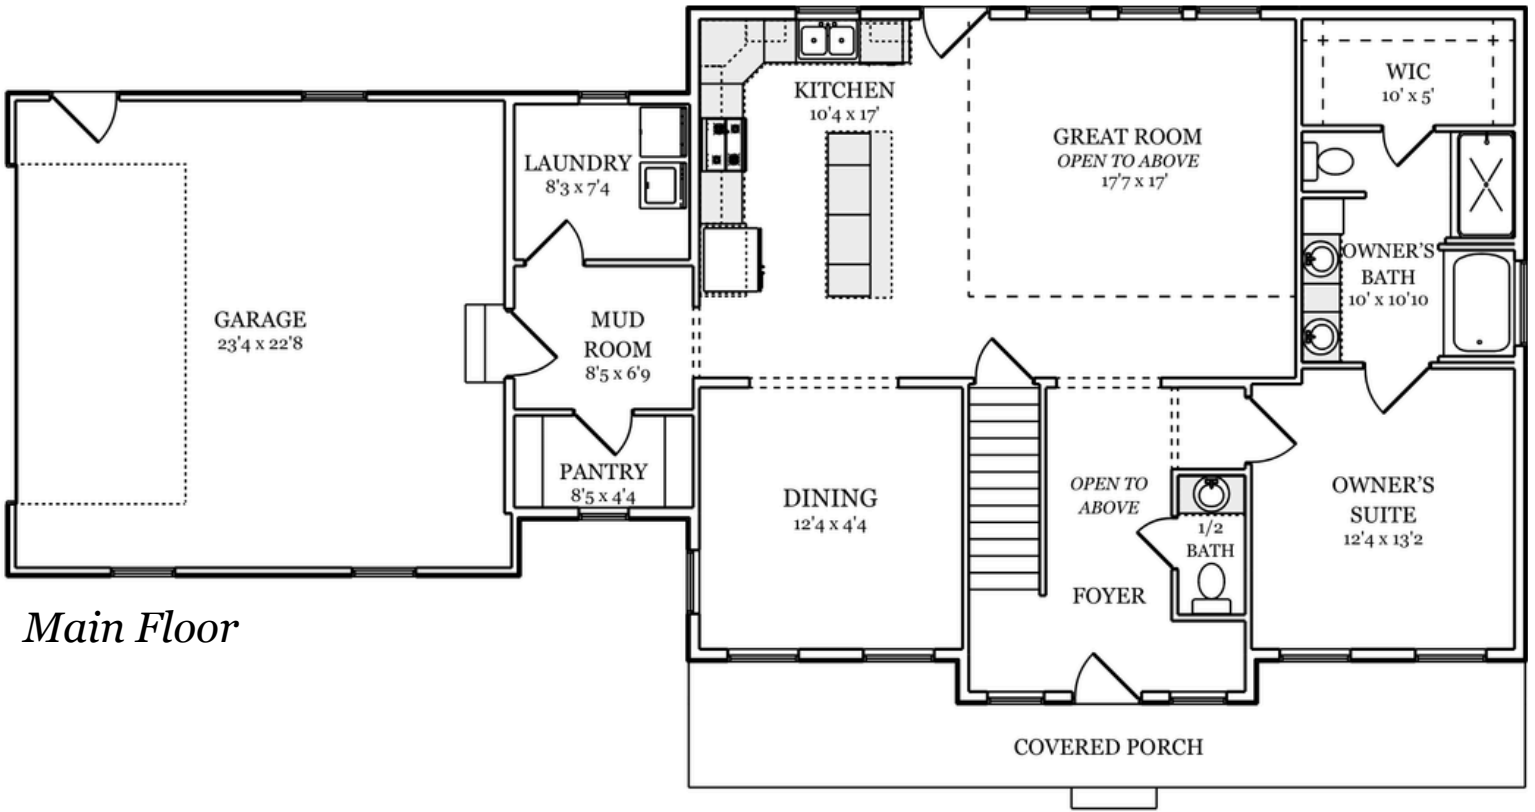 KITCHEN
10'4 x 17'
GREAT ROOM
OPEN TO ABOVE
17'7 x 17'
WIC
10' x 5'
LAUNDRY
8'3 x 7'4
OWNER'S
BATH
10' x 10'10
GARAGE
23'4 x 22'8
MUD
ROOM
8'5 x 6'9
PANTRY
8'5 x 4'4
DINING
12'4 x 4'4
OPEN TO
ABOVE
FOYER
1/2
BATH
OWNER'S
SUITE
12'4 x 13'2
Main Floor
COVERED PORCH